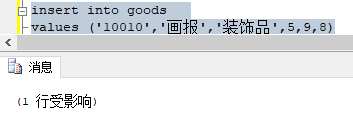 insert into goods
values ('10010','画报','装饰品',5,9,8)
消息
(1 行受影响)